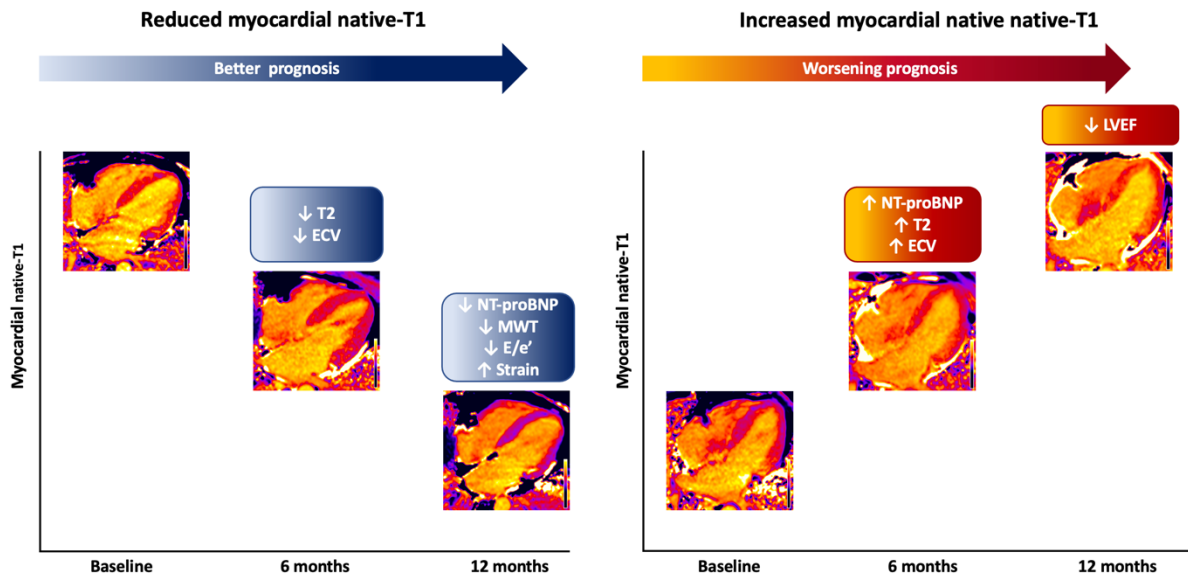 Reduced myocardial native-T1
Better prognosis
Myocardial native-T1
↓ T2
↓ ECV
↓ NT-proBNP
↓ MWT
↓ E/e'
↑ Strain
Baseline
6 months
12 months
Increased myocardial native native-T1
Worsening prognosis
Myocardial native-T1
↑ NT-proBNP
↑ T2
↑ ECV
↓ LVEF
Baseline
6 months
12 months